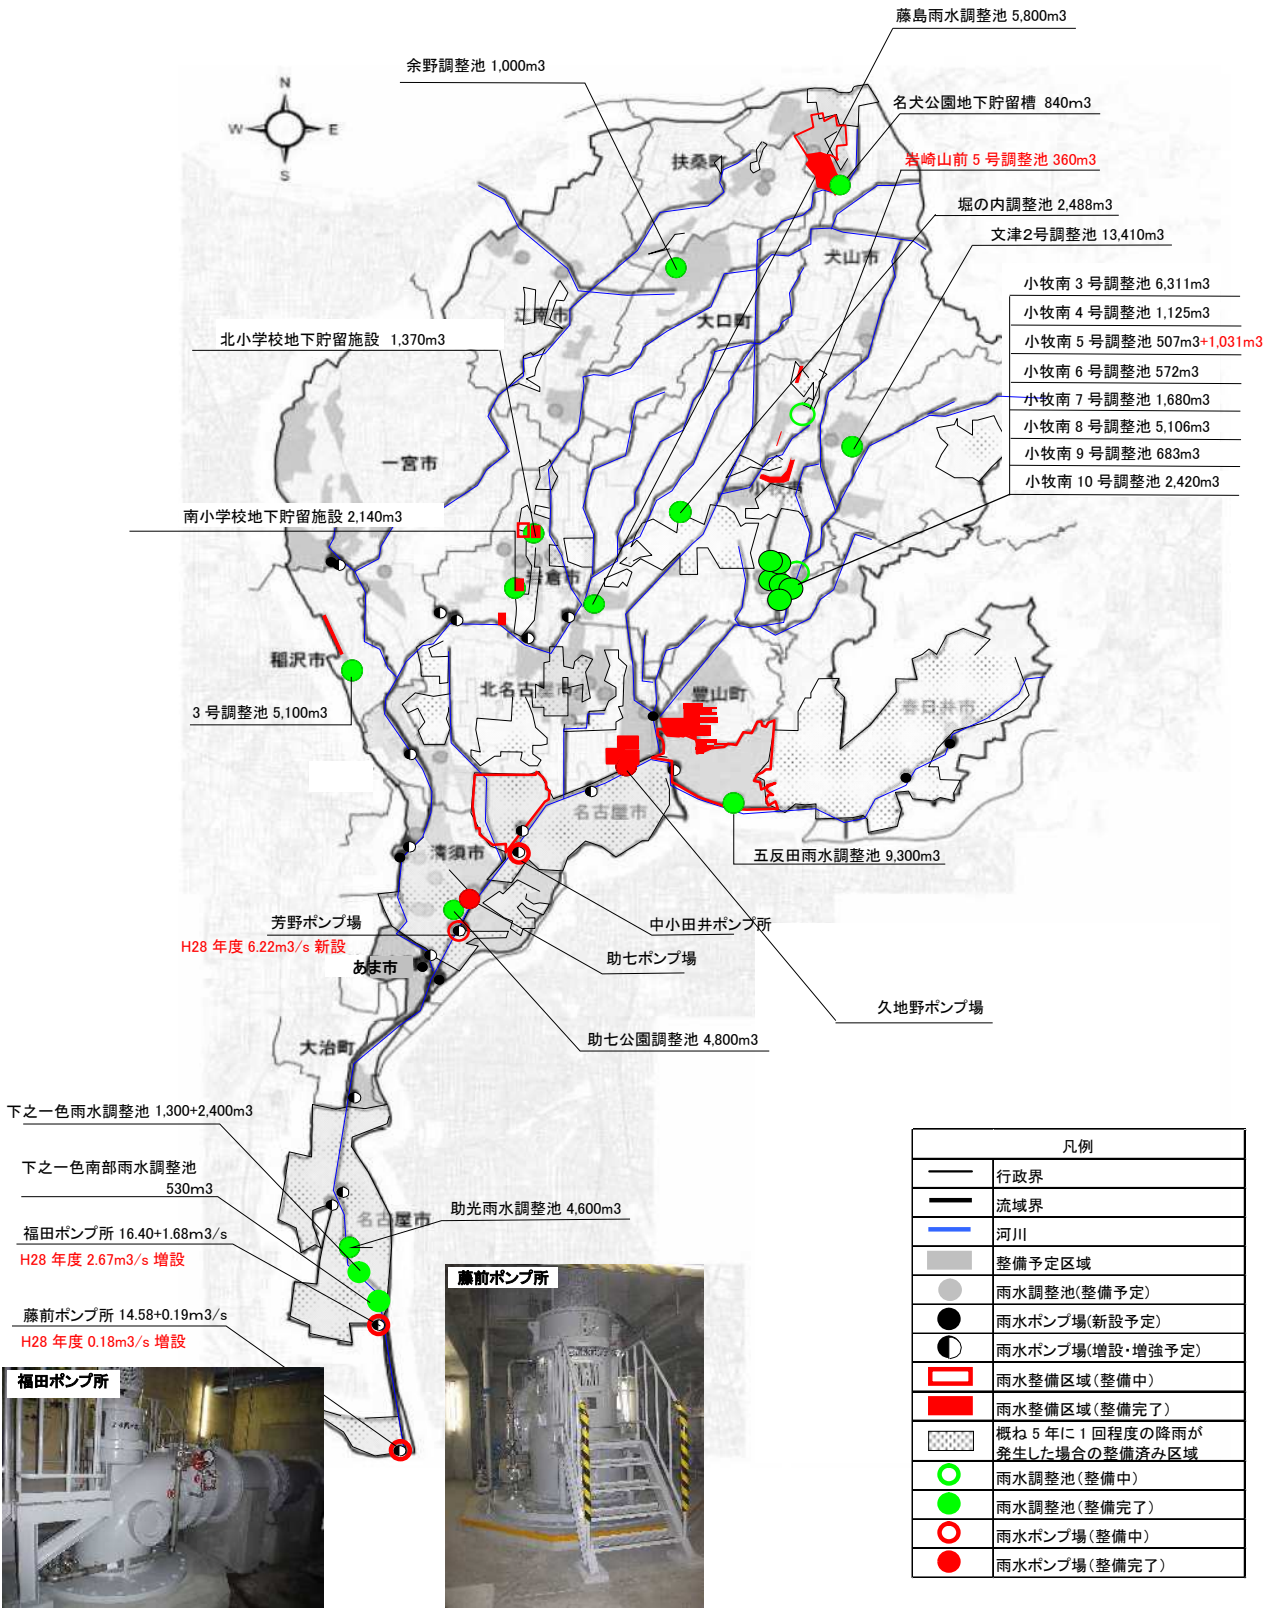 藤島雨水調整池 5,800m3
余野調整池 1,000m3
名犬公園地下貯留槽 840m3
N
W
E
S
扶桑町
岩崎山前 5 号調整池 360m3
堀の内調整池 2,488m3
文津2号調整池 13,410m3
犬山市
小牧南 3 号調整池 6,311m3
小牧南 4 号調整池 1,125m3
小牧南 5 号調整池 507m3+1,031m3
小牧南 6 号調整池 572m3
小牧南 7 号調整池 1,680m3
小牧南 8 号調整池 5,106m3
小牧南 9 号調整池 683m3
小牧南 10 号調整池 2,420m3
江南市
大口町
北小学校地下貯留施設 1,370m3
一宮市
小牧市
南小学校地下貯留施設 2,140m3
岩倉市
稲沢市
北名古屋市
豊山町
春日井市
3 号調整池 5,100m3
名古屋市
清須市
五反田雨水調整池 9,300m3
芳野ポンプ場
H28 年度 6.22m3/s 新設
中小田井ポンプ所
助七ポンプ場
あま市
久地野ポンプ場
助七公園調整池 4,800m3
大治町
下之一色雨水調整池 1,300+2,400m3
下之一色南部雨水調整池
530m3
助光雨水調整池 4,600m3
名古屋市
福田ポンプ所 16.40+1.68m3/s
H28 年度 2.67m3/s 増設
藤前ポンプ所 14.58+0.19m3/s
H28 年度 0.18m3/s 増設
福田ポンプ所
藤前ポンプ所
凡例
行政界
流域界
河川
整備予定区域
雨水調整池(整備予定)
雨水ポンプ場(新設予定)
雨水ポンプ場(増設・増強予定)
雨水整備区域(整備中)
雨水整備区域(整備完了)
概ね 5 年に 1 回程度の降雨が
発生した場合の整備済み区域
雨水調整池(整備中)
雨水調整池(整備完了)
雨水ポンプ場(整備中)
雨水ポンプ場(整備完了)